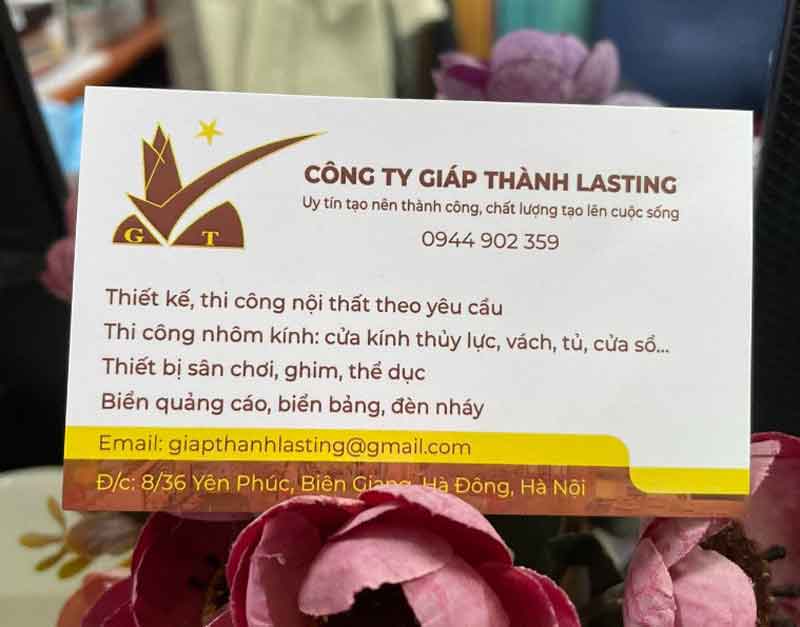 CÔNG TY GIÁP THÀNH LASTING
Uy tín tạo nên thành công, chất lượng tạo lên cuộc sống
0944 902 359
G T
Thiết kế, thi công nội thất theo yêu cầu
Thi công nhôm kính: cửa kính thủy lực, vách, tủ, cửa sổ...
Thiết bị sân chơi, ghim, thể dục
Biển quảng cáo, biển bảng, đèn nháy
Email: giapthanhlasting@gmail.com
Đ/c: 8/36 Yên Phúc, Biên Giang, Hà Đông, Hà Nội